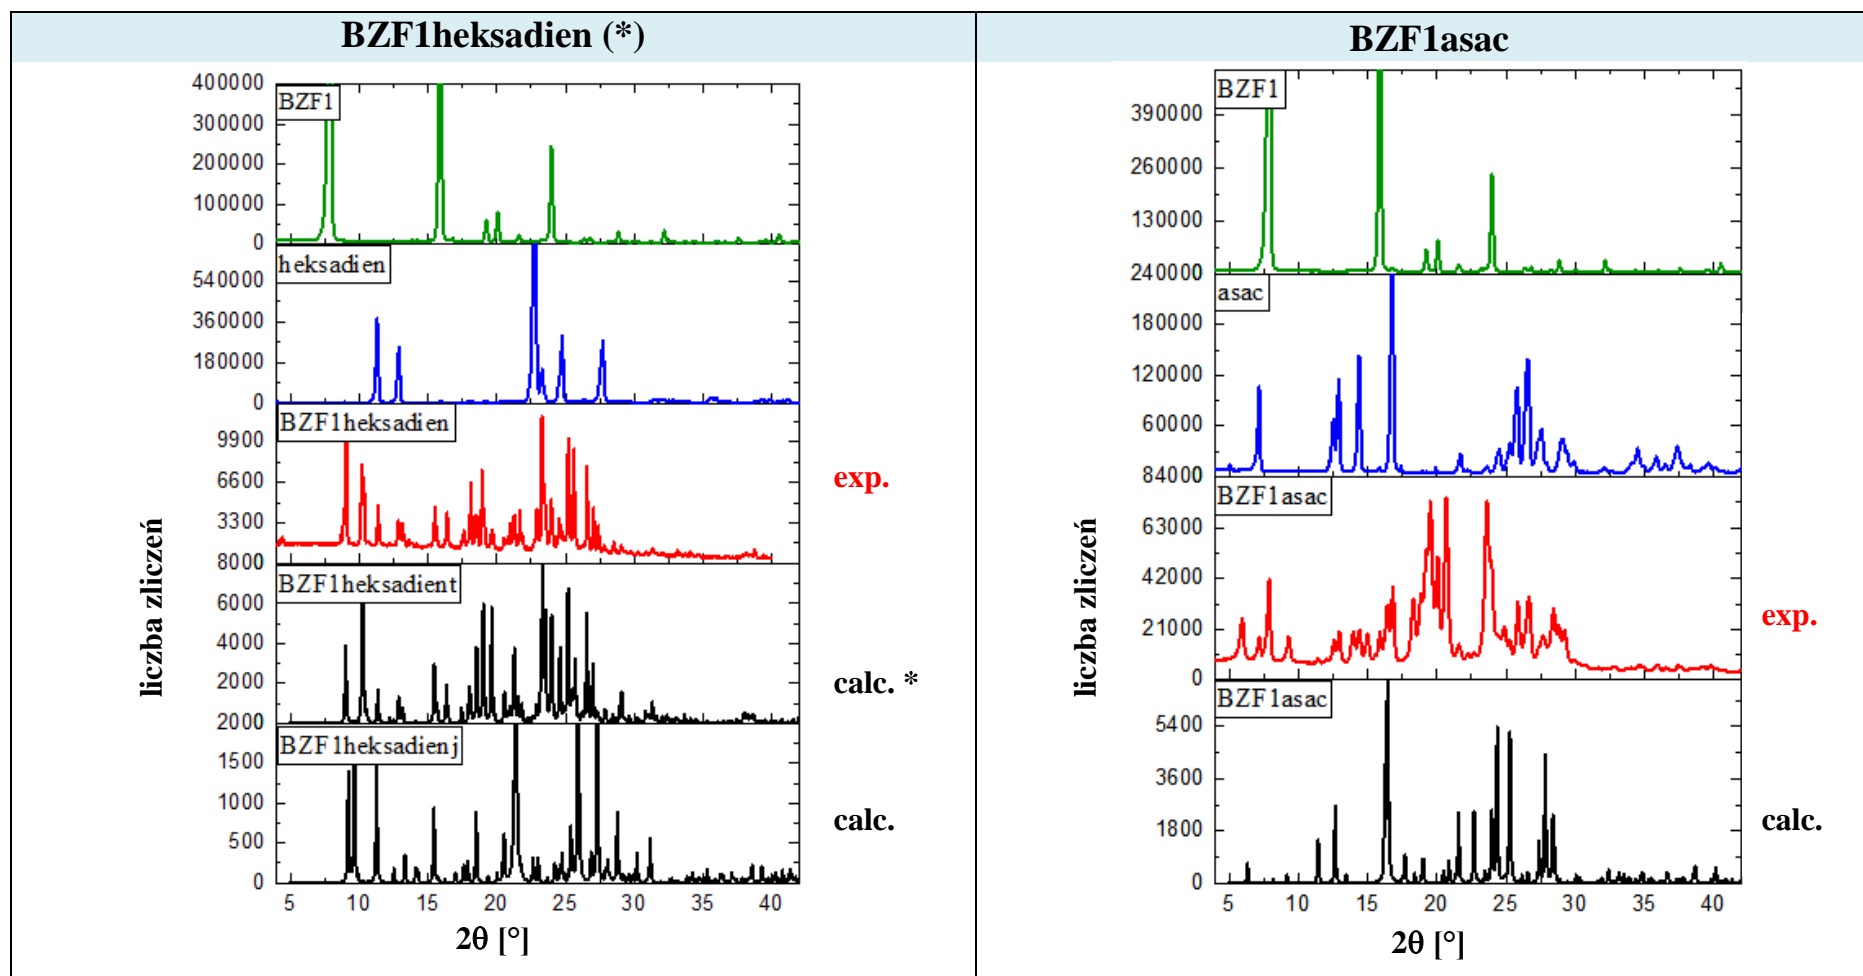 BZF1heksadien (*)
BZF1asac
400000
300000
200000
100000
0
BZF1
540000
360000
180000
0
heksadien
9900
6600
3300
BZF1heksadien
exp.
8000
6000
4000
2000
2000
BZF1heksadient
calc. *
1500
1000
500
0
BZF1heksadienj
calc.
5 10 15 20 25 30 35 40
2θ [°]
liczba zliczeń
390000
260000
130000
240000
BZF1
180000
120000
60000
84000
asac
63000
42000
21000
0
BZF1asac
exp.
5400
3600
1800
0
BZF1asac
calc.
5 10 15 20 25 30 35 40
2θ [°]
liczba zliczeń